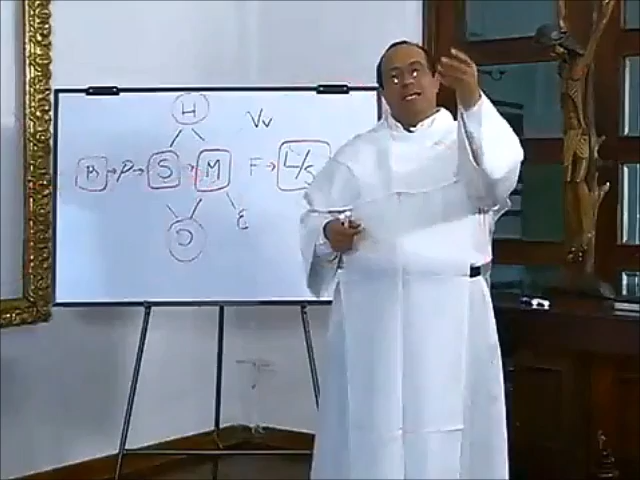 H Vv
B → P → S → M F → L/S
D ε